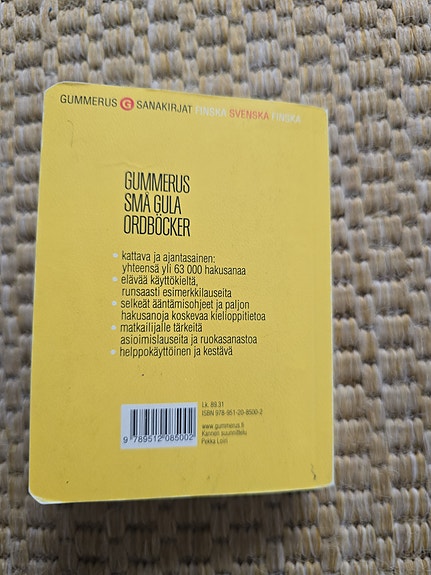 GUMMERUS G SANAKIRJAT FINSKA SVENSKA FINSKA
GUMMERUS
SMÅ GULA
ORDBÖCKER
• kattava ja ajantasainen:
yhteensä yli 63 000 hakusanaa
• elävää käyttökieltä,
runsaasti esimerkkilauseita
• selkeät ääntämisohjeet ja paljon
hakusanoja koskevaa kielioppitietoa
• matkailijalle tärkeitä
asioimislauseita ja ruokasanastoa
• helppokäyttöinen ja kestävä
Lk. 89.31
ISBN 978-951-20-8500-2
www.gummerus.fi
Kannen suunnittelu
Pekka Loiri
9 789512 085002